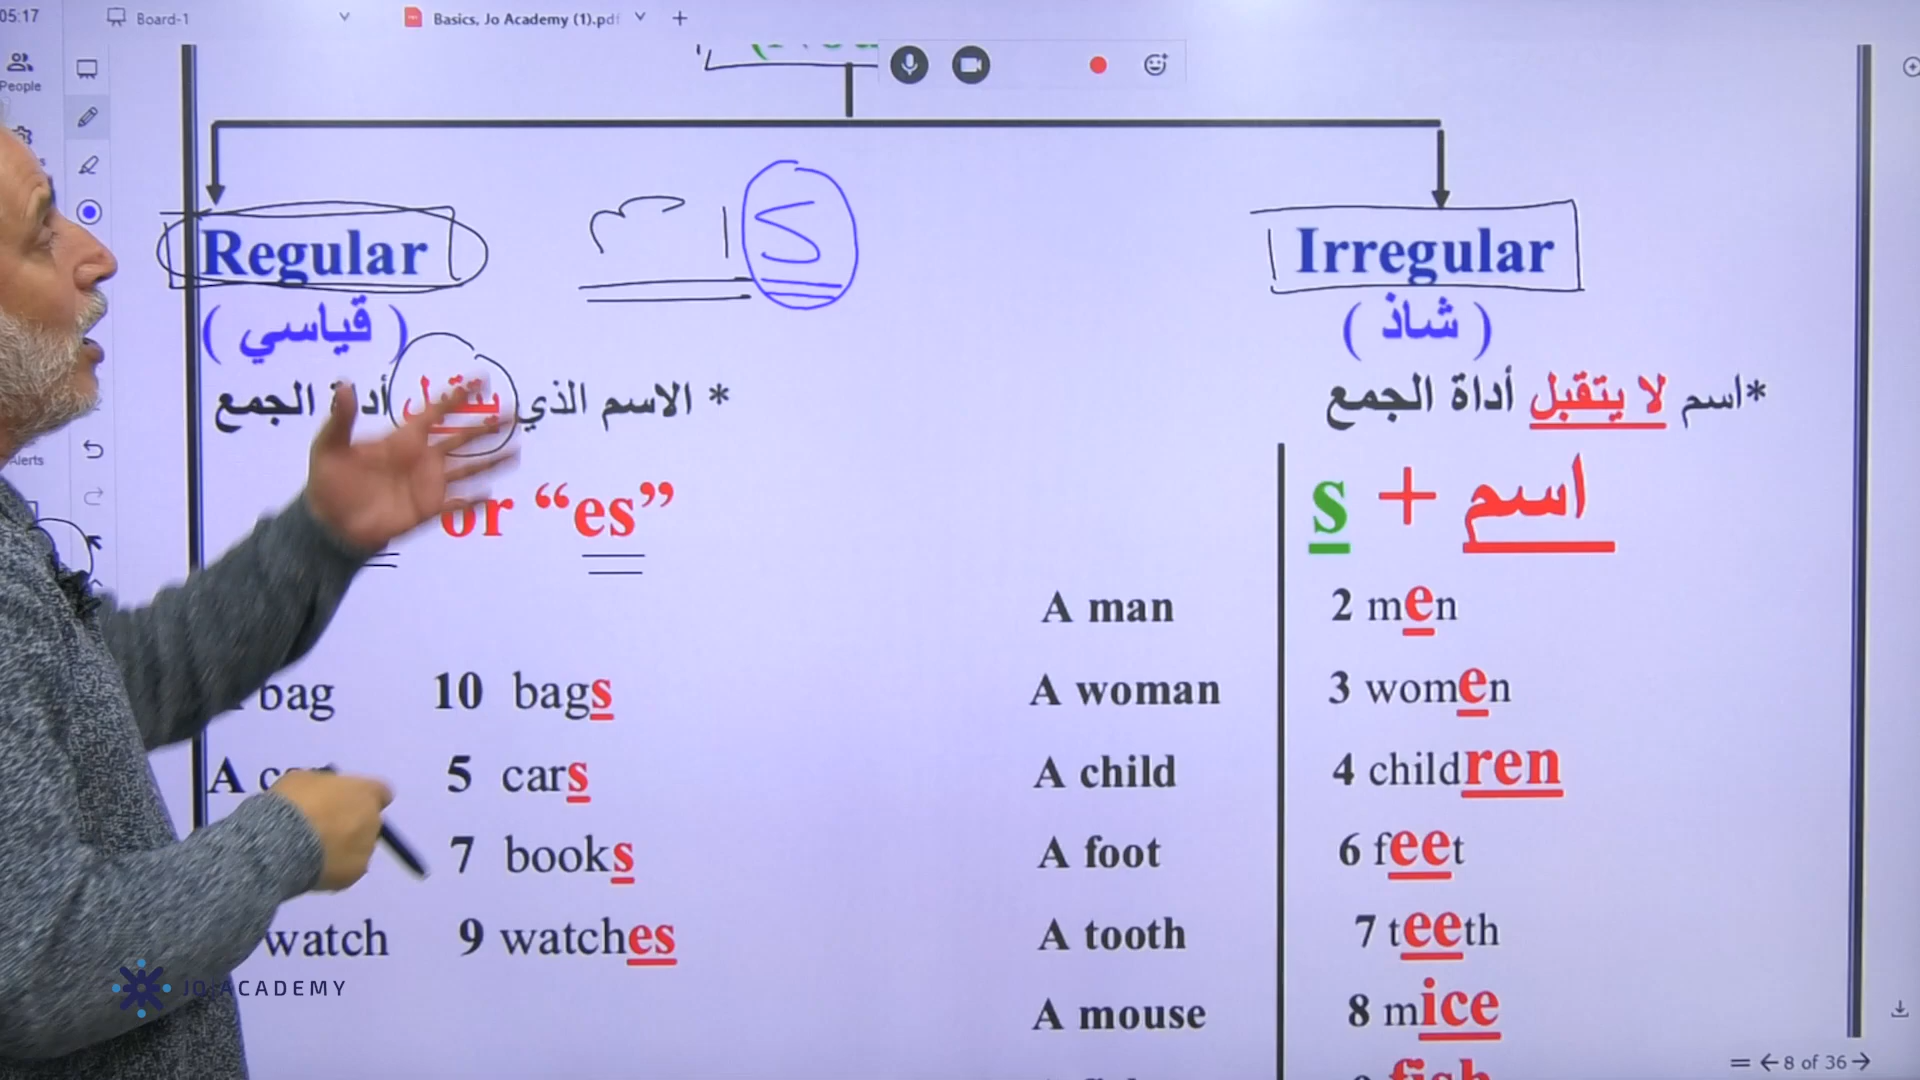 05:17
Board-1
Basics, Jo Academy (1).pdf
People
Regular
( قياسي )
* الاسم الذي يتقبل أداة الجمع
or “es”
bag 10 bags
A 5 cars
7 books
watch 9 watches
Irregular
( شاذ )
*اسم لا يتقبل أداة الجمع
s + اسم
A man 2 men
A woman 3 women
A child 4 children
A foot 6 feet
A tooth 7 teeth
A mouse 8 mice
fish
lerts
S
JO ACADEMY
8 of 36